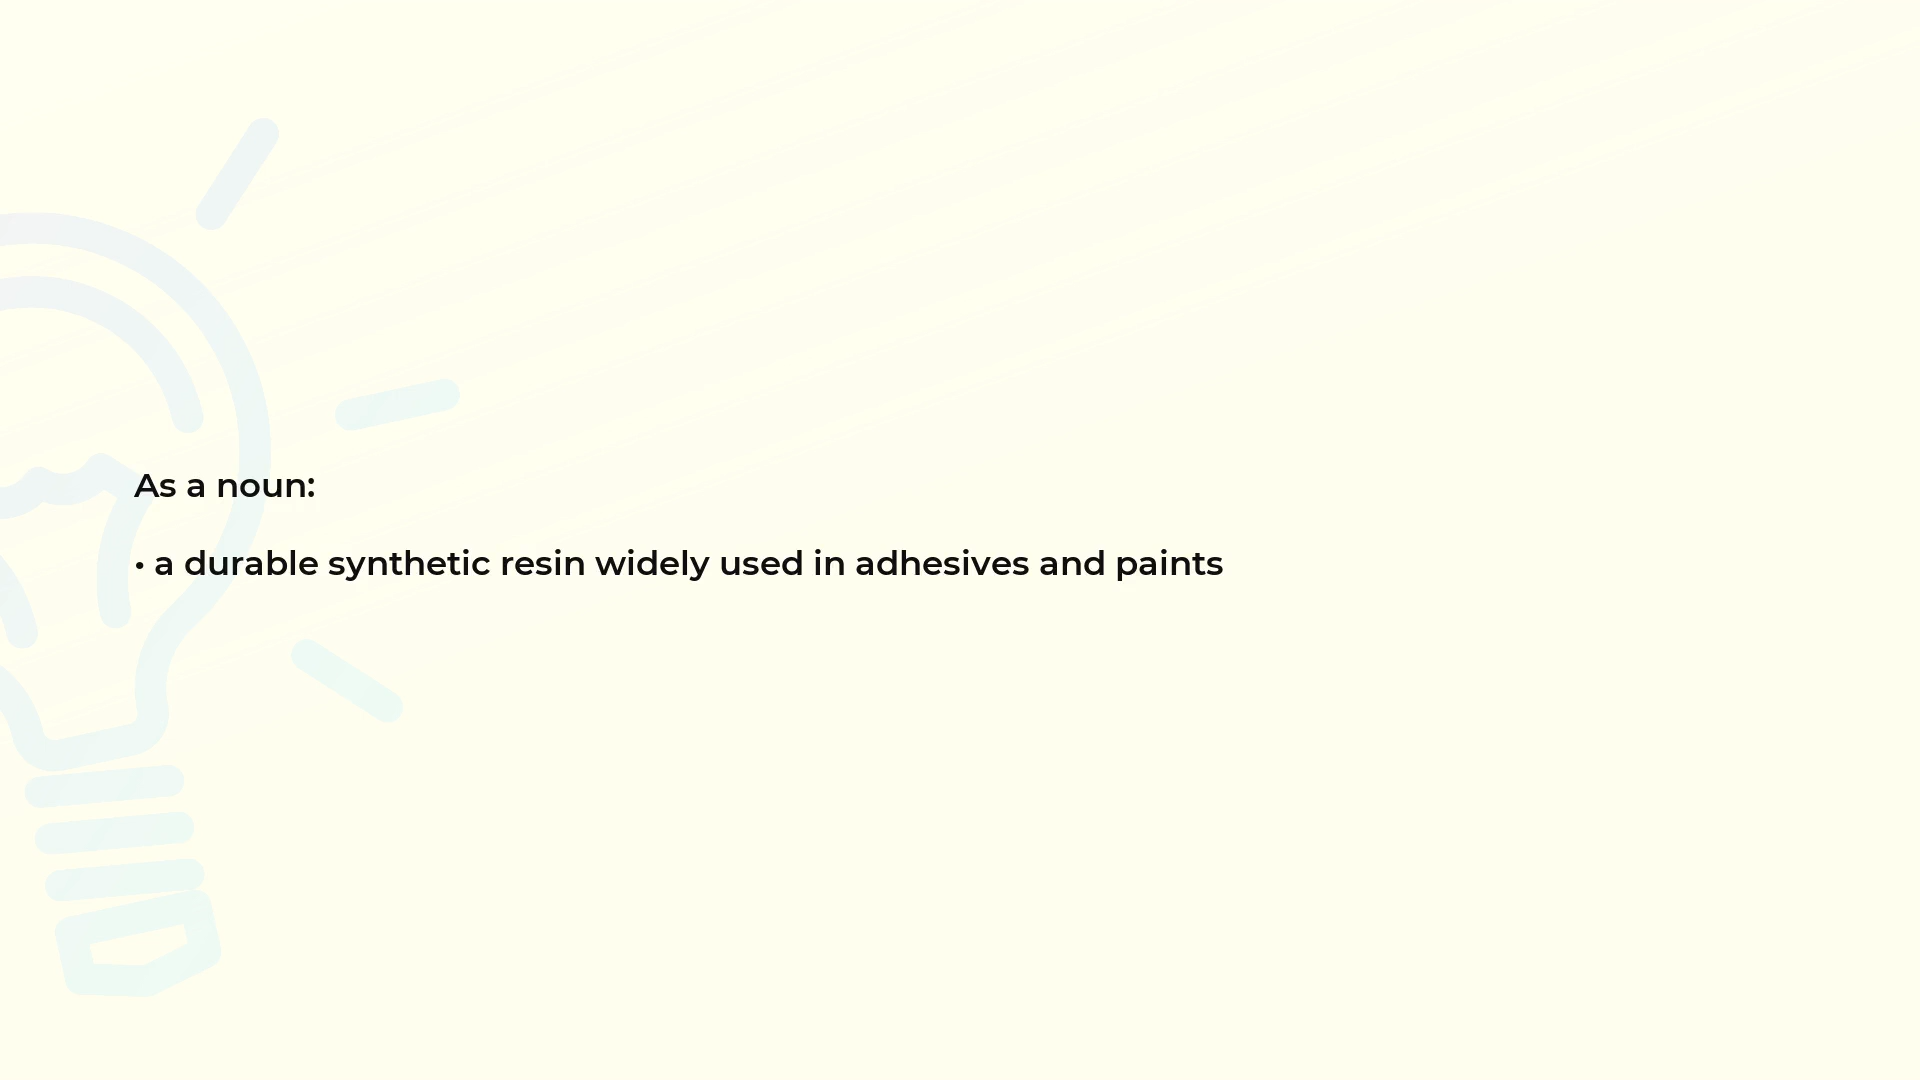 As a noun:
• a durable synthetic resin widely used in adhesives and paints